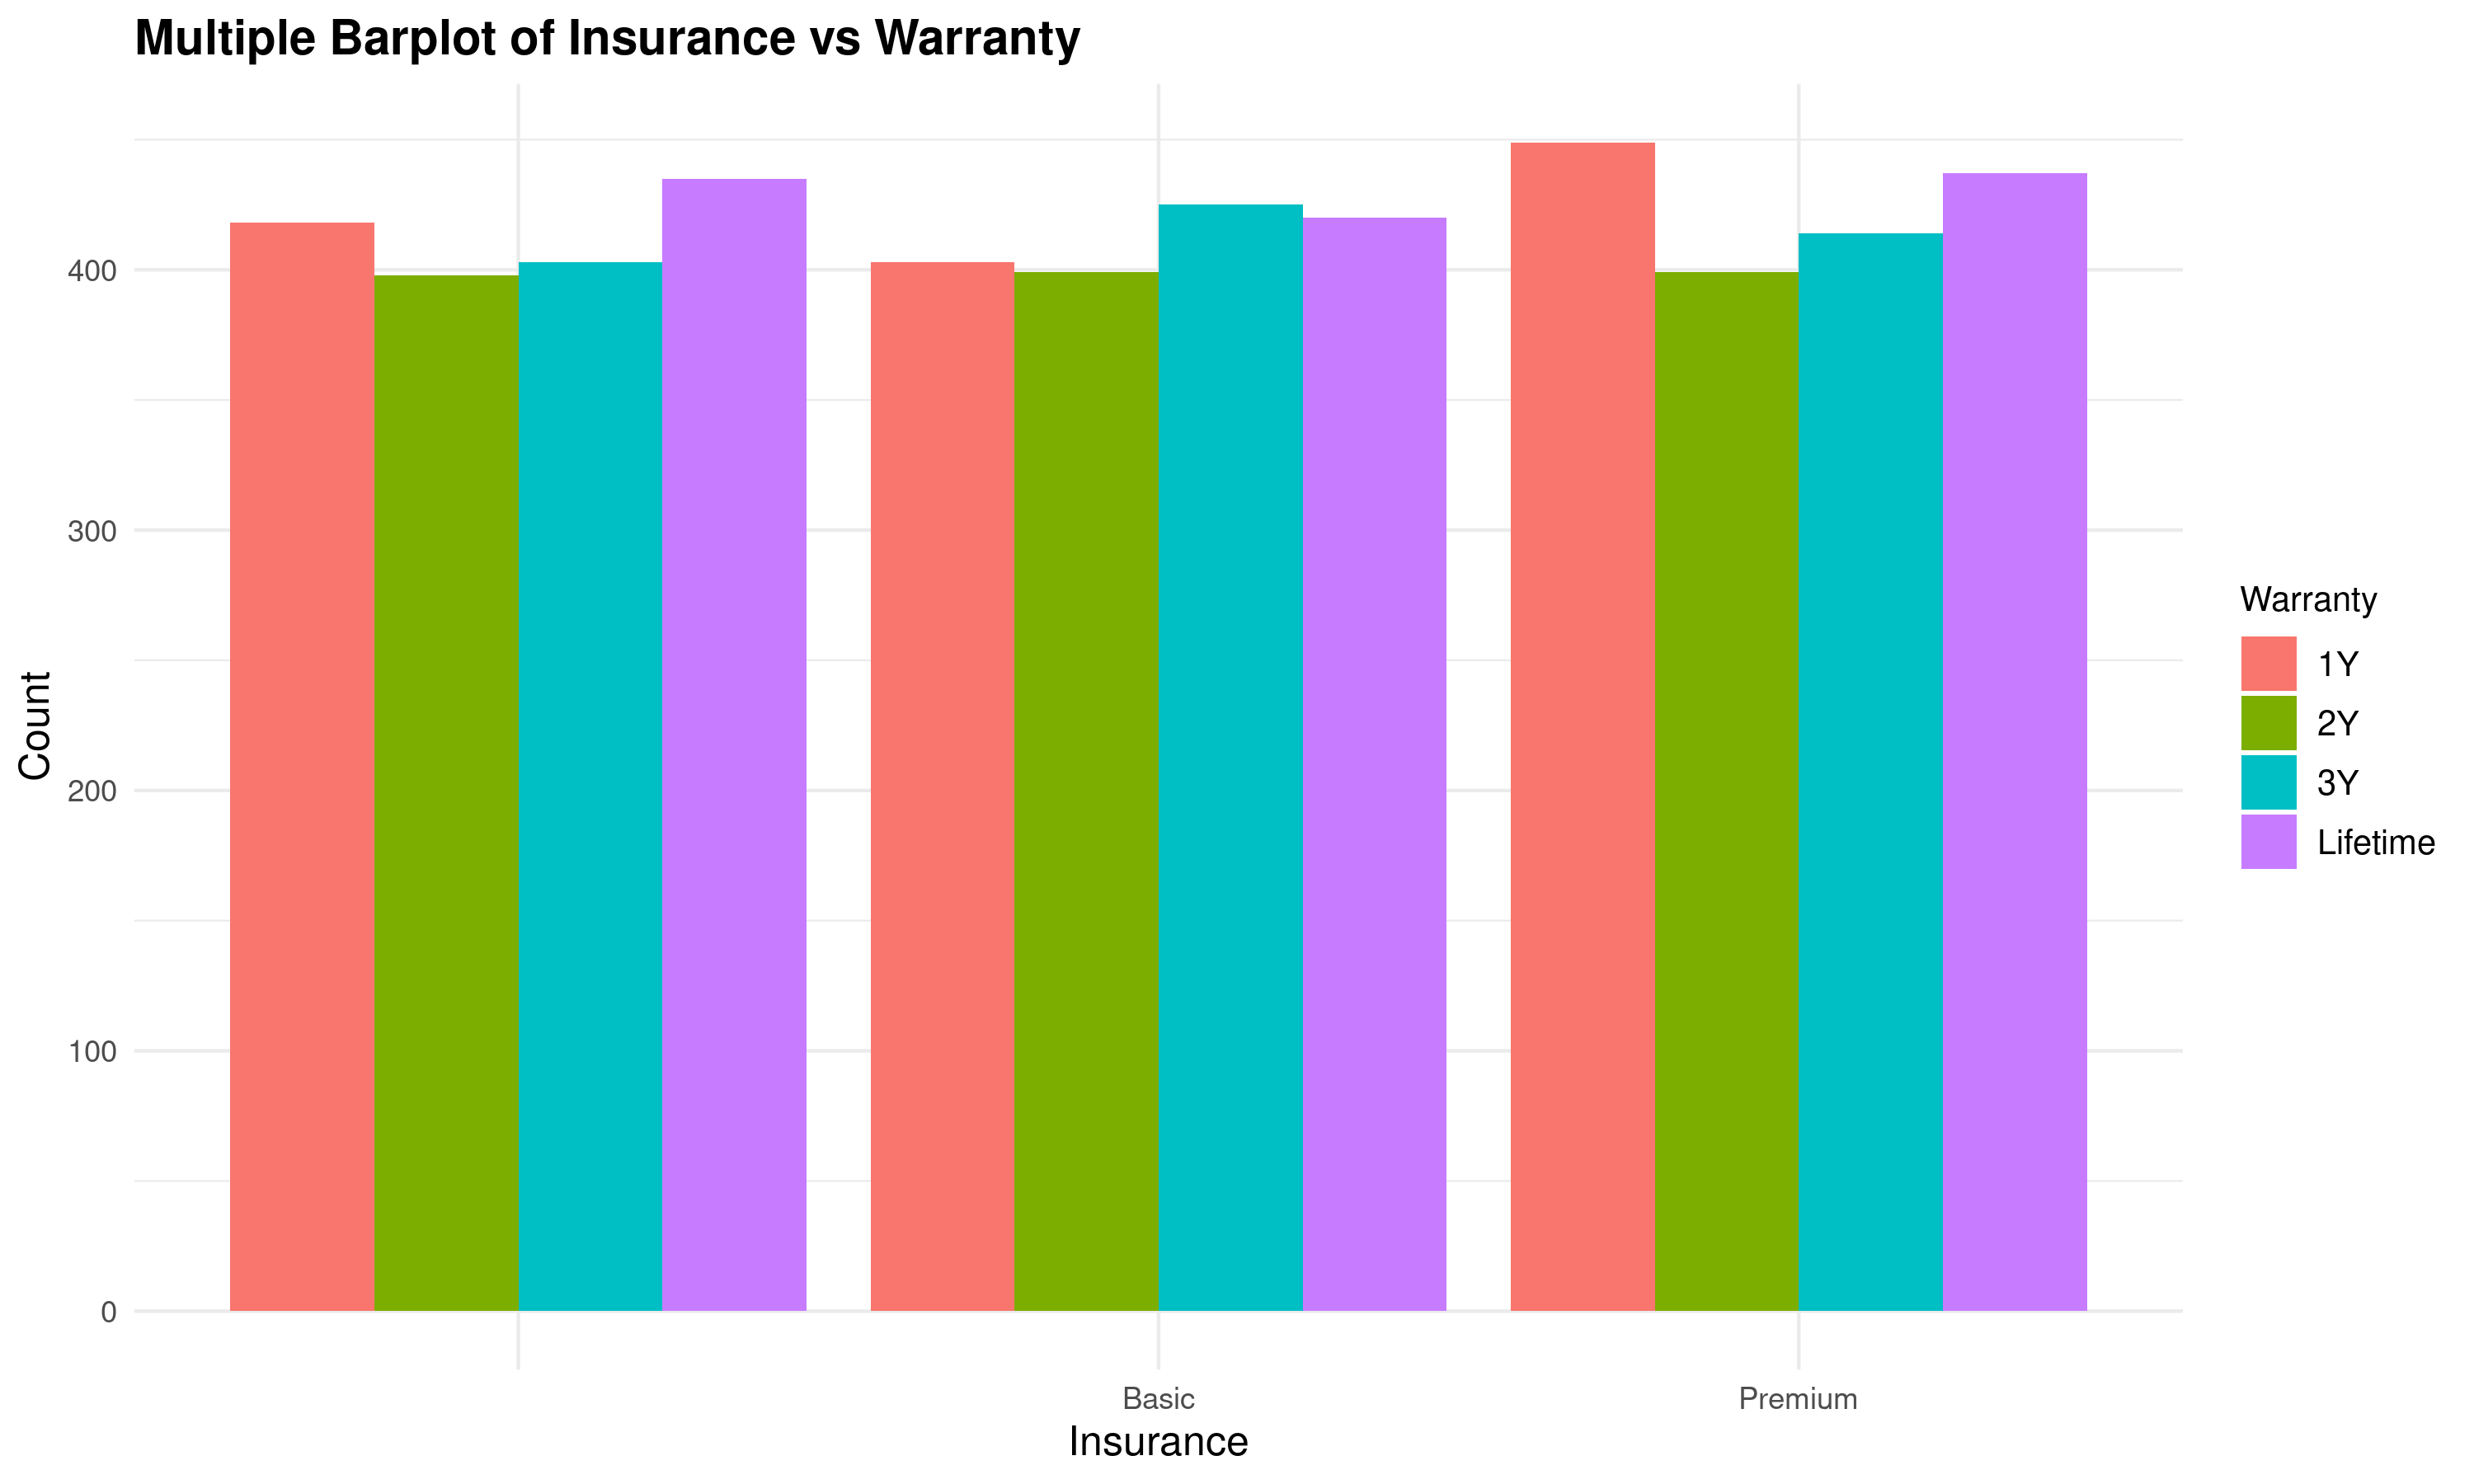 Multiple Barplot of Insurance vs Warranty
Count
400
300
200
100
0
Basic
Premium
Insurance
Warranty
1Y
2Y
3Y
Lifetime